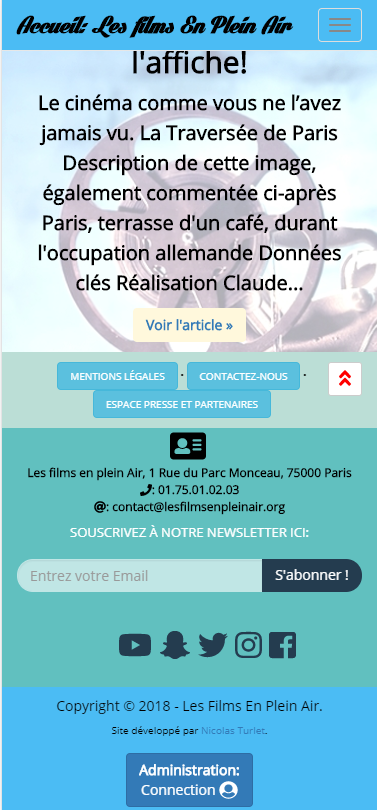 Accueil: Les films En Plein Air
l'affiche!
Le cinéma comme vous ne l’avez
jamais vu. La Traversée de Paris
Description de cette image,
également commentée ci-après
Paris, terrasse d'un café, durant
l'occupation allemande Données
clés Réalisation Claude...
Voir l'article »
MENTIONS LÉGALES · CONTACTEZ-NOUS ·
ESPACE PRESSE ET PARTENAIRES
Les films en plein Air, 1 Rue du Parc Monceau, 75000 Paris
: 01.75.01.02.03
@: contact@lesfilmsenpleinair.org
SOUSCRIVEZ À NOTRE NEWSLETTER ICI:
Entrez votre Email S'abonner !
Copyright © 2018 - Les Films En Plein Air.
Site développé par Nicolas Turlet.
Administration:
Connection